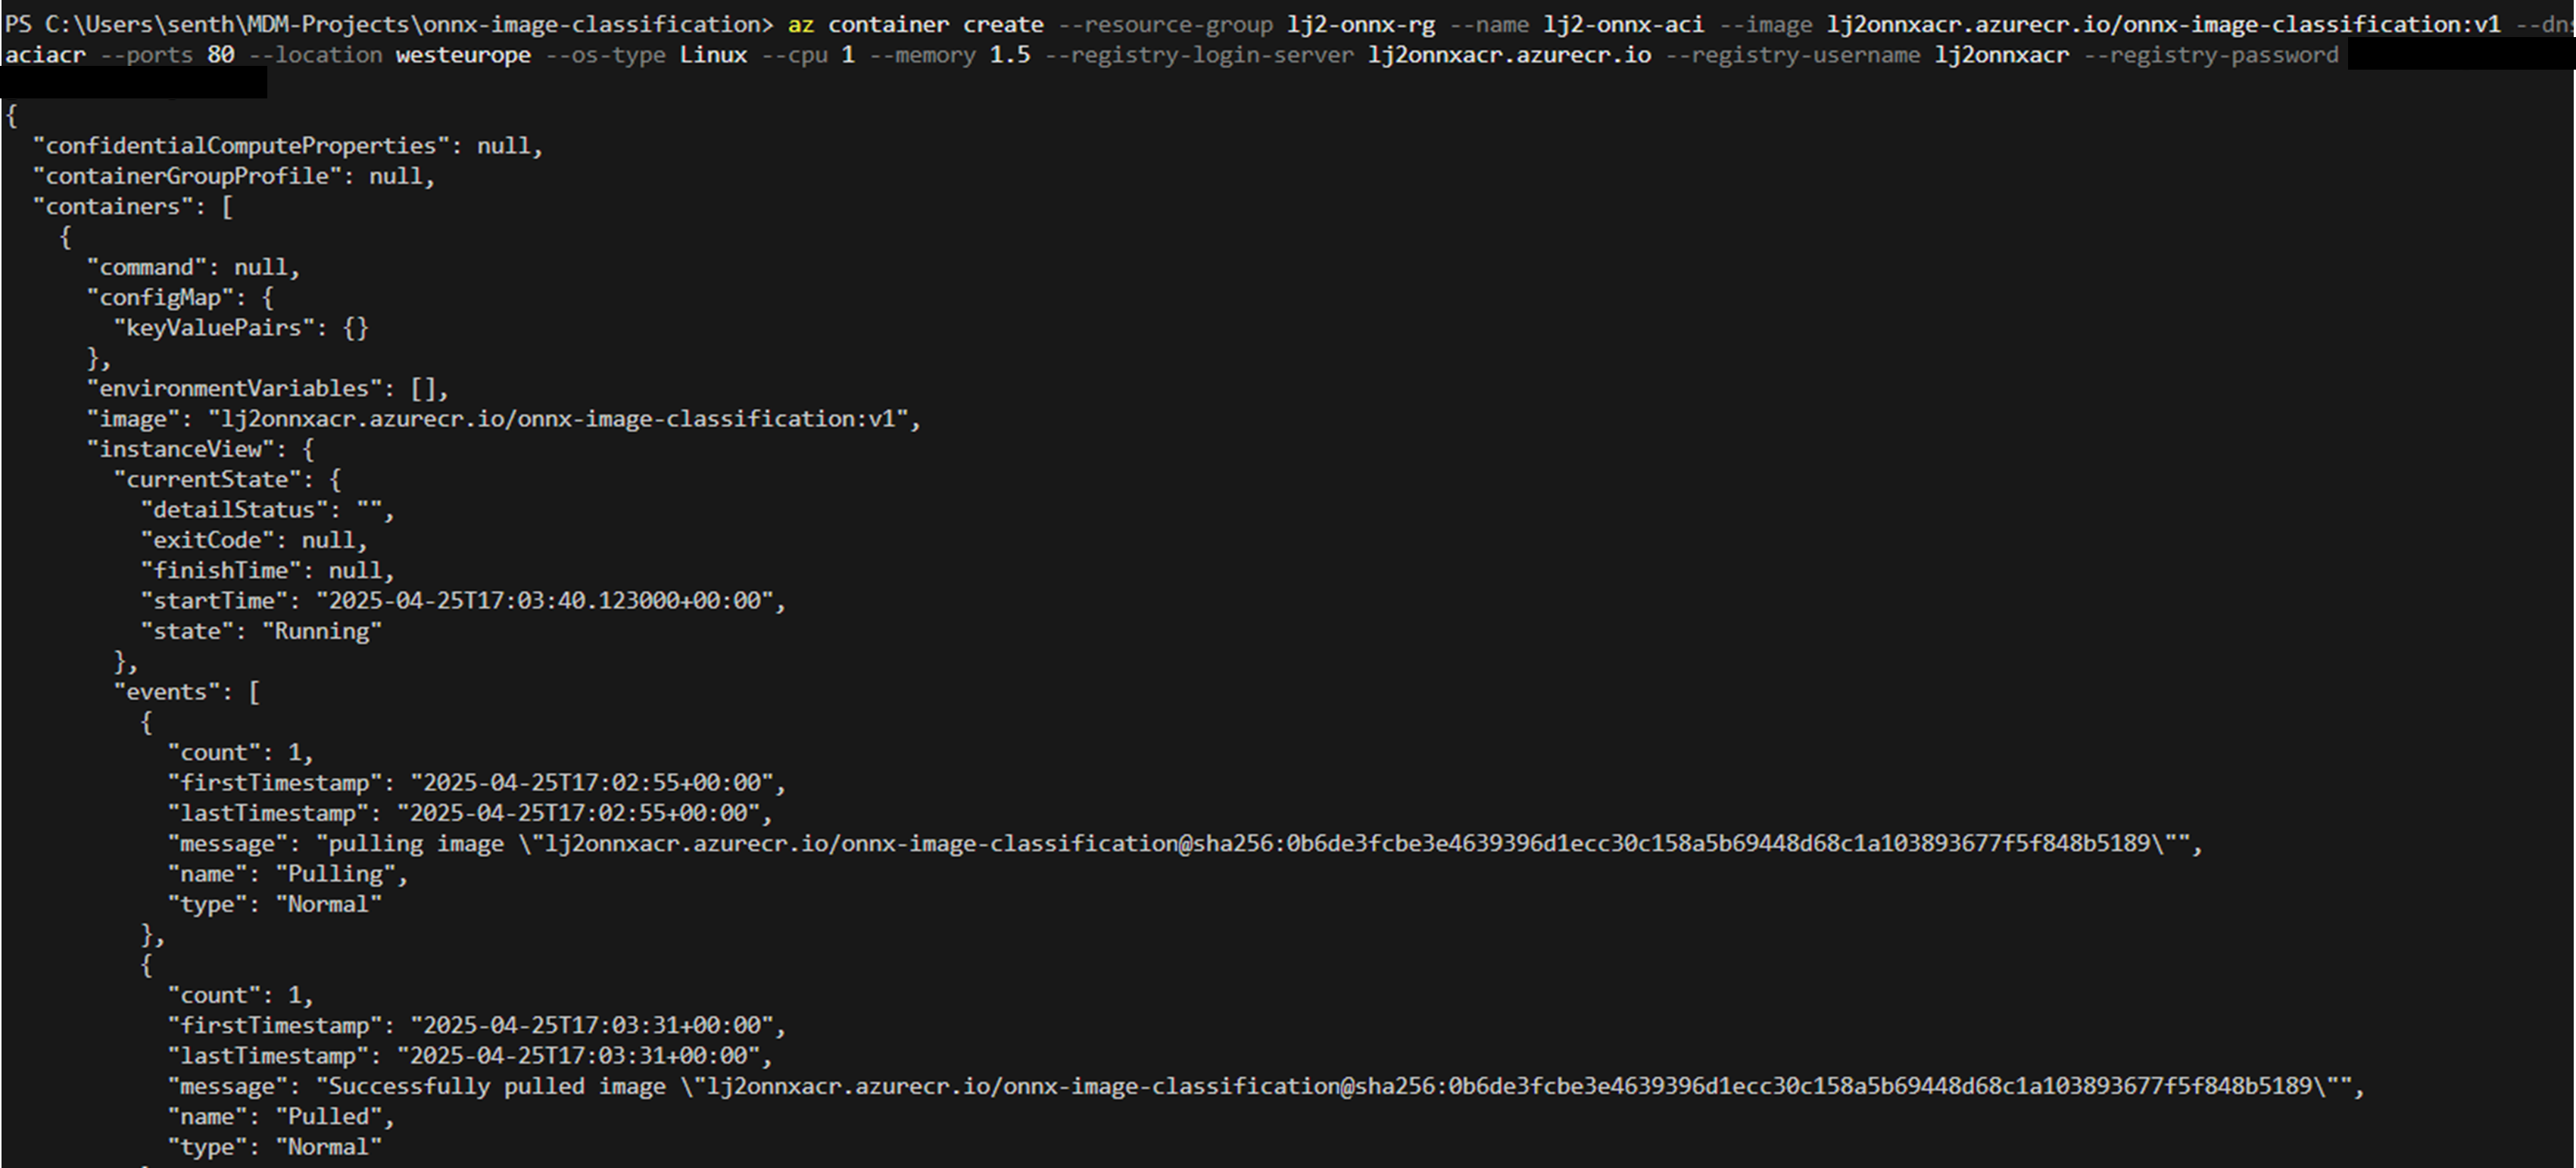 PS C:\Users\senth\MDM-Projects\onnx-image-classification> az container create --resource-group lj2-onnx-rg --name lj2-onnx-aci --image lj2onnxacr.azurecr.io/onnx-image-classification:v1 --dns
aciacr --ports 80 --location westeurope --os-type Linux --cpu 1 --memory 1.5 --registry-login-server lj2onnxacr.azurecr.io --registry-username lj2onnxacr --registry-password
{
  "confidentialComputeProperties": null,
  "containerGroupProfile": null,
  "containers": [
    {
      "command": null,
      "configMap": {
        "keyValuePairs": {}
      },
      "environmentVariables": [],
      "image": "lj2onnxacr.azurecr.io/onnx-image-classification:v1",
      "instanceView": {
        "currentState": {
          "detailStatus": "",
          "exitCode": null,
          "finishTime": null,
          "startTime": "2025-04-25T17:03:40.123000+00:00",
          "state": "Running"
        },
        "events": [
          {
            "count": 1,
            "firstTimestamp": "2025-04-25T17:02:55+00:00",
            "lastTimestamp": "2025-04-25T17:02:55+00:00",
            "message": "pulling image \"lj2onnxacr.azurecr.io/onnx-image-classification@sha256:0b6de3fcbe3e4639396d1ecc30c158a5b69448d68c1a103893677f5f848b5189\"",
            "name": "Pulling",
            "type": "Normal"
          },
          {
            "count": 1,
            "firstTimestamp": "2025-04-25T17:03:31+00:00",
            "lastTimestamp": "2025-04-25T17:03:31+00:00",
            "message": "Successfully pulled image \"lj2onnxacr.azurecr.io/onnx-image-classification@sha256:0b6de3fcbe3e4639396d1ecc30c158a5b69448d68c1a103893677f5f848b5189\"",
            "name": "Pulled",
            "type": "Normal"